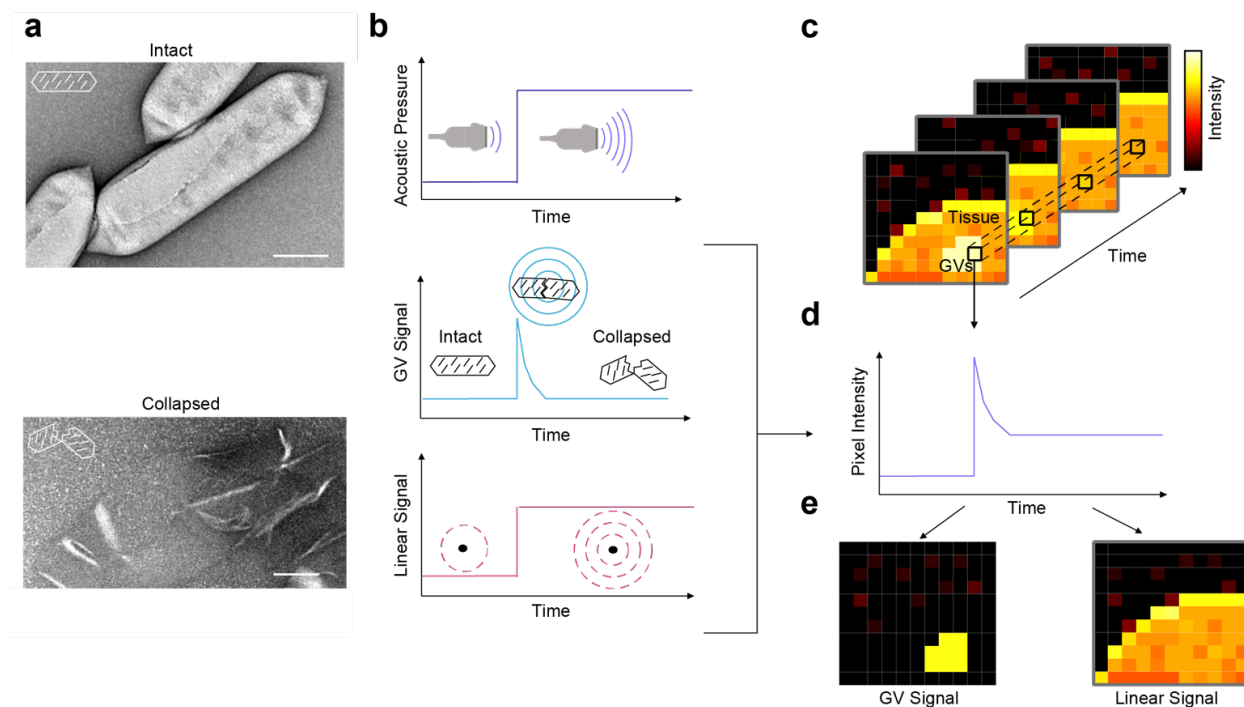 a
Intact
Collapsed
b
Acoustic Pressure
Time
GV Signal
Intact
Collapsed
Time
Linear Signal
Time
c
Intensity
Tissue
GVs
Time
d
Pixel Intensity
Time
e
GV Signal
Linear Signal